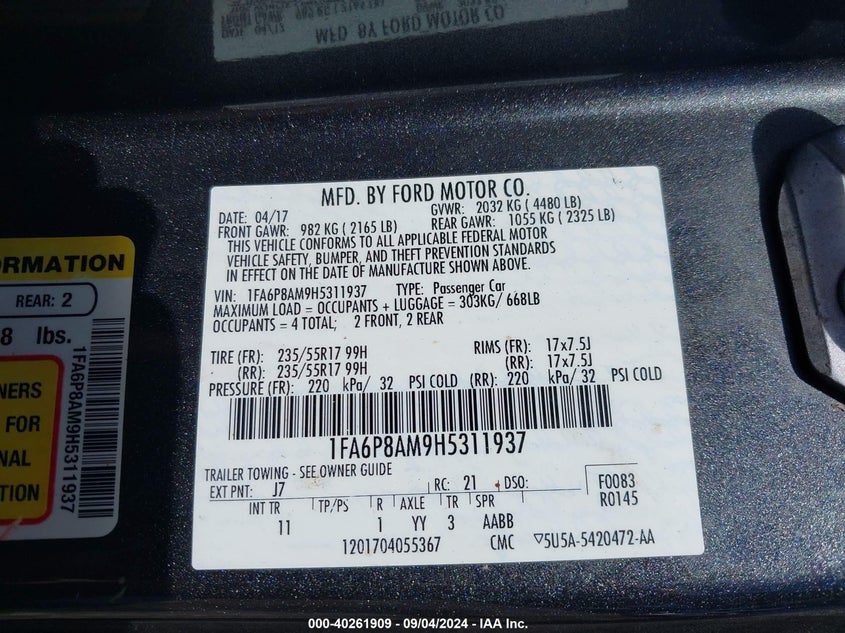 MFD. BY FORD MOTOR CO.
MFD. BY FORD MOTOR CO.
DATE: 04/17 GVWR: 2032 KG ( 4480 LB)
FRONT GAWR: 982 KG ( 2165 LB) REAR GAWR: 1055 KG ( 2325 LB)
THIS VEHICLE CONFORMS TO ALL APPLICABLE FEDERAL MOTOR
VEHICLE SAFETY, BUMPER, AND THEFT PREVENTION STANDARDS
IN EFFECT ON THE DATE OF MANUFACTURE SHOWN ABOVE.
VIN: 1FA6P8AM9H5311937 TYPE: Passenger Car
MAXIMUM LOAD = OCCUPANTS + LUGGAGE = 303KG/ 668LB
OCCUPANTS = 4 TOTAL; 2 FRONT, 2 REAR
TIRE (FR): 235/55R17 99H RIMS (FR): 17x7.5J
(RR): 235/55R17 99H (RR): 17x7.5J
PRESSURE (FR): 220 kPa/ 32 PSI COLD (RR): 220 kPa/ 32 PSI COLD
1FA6P8AM9H5311937
TRAILER TOWING - SEE OWNER GUIDE
EXT PNT: J7 RC: 21 DSO: F0083
R0145
INT TR TP/PS R AXLE TR SPR
11 1 YY 3 AABB
1201704055367 CMC ▽5U5A-5420472-AA
ORMATION
REAR: 2
8 lbs.
NERS
FOR
NAL
TION
1FA6P8AM9H5311937
000-40261909 - 09/04/2024 - IAA Inc.